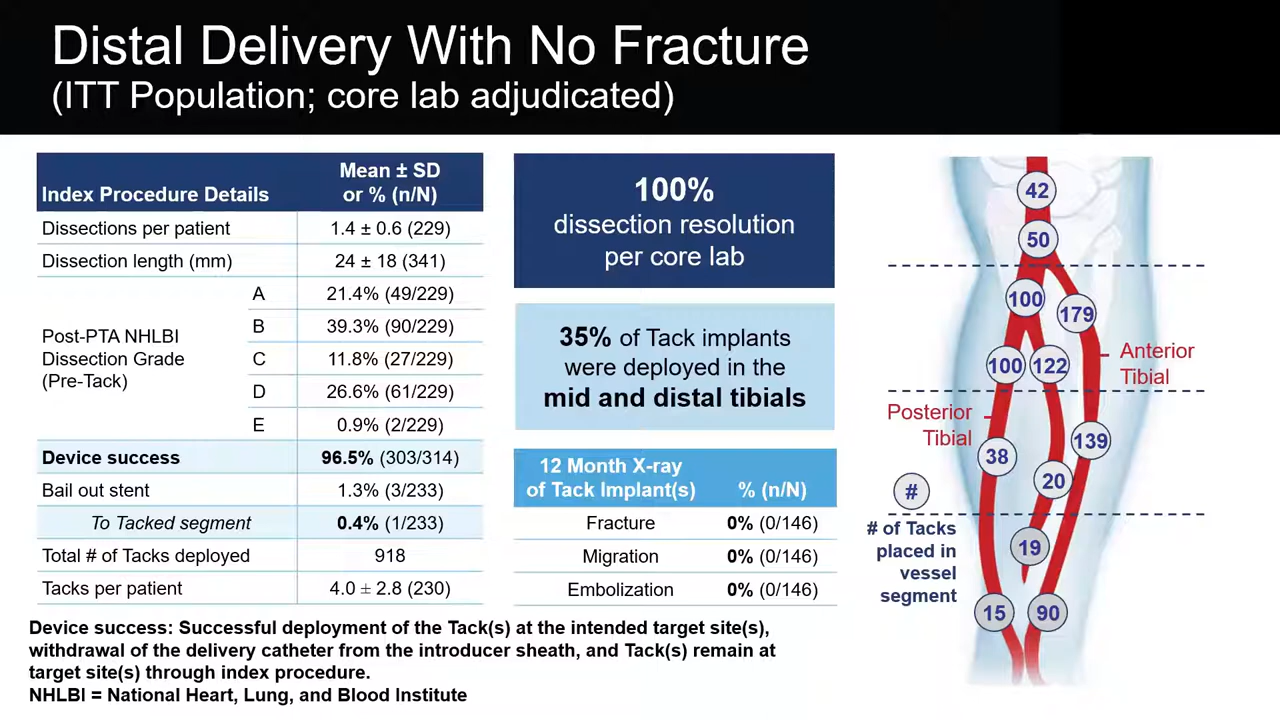 Distal Delivery With No Fracture
(ITT Population; core lab adjudicated)
Index Procedure Details
Mean ± SD
or % (n/N)
Dissections per patient 1.4 ± 0.6 (229)
Dissection length (mm) 24 ± 18 (341)
Post-PTA NHLBI
Dissection Grade
(Pre-Tack)
A 21.4% (49/229)
B 39.3% (90/229)
C 11.8% (27/229)
D 26.6% (61/229)
E 0.9% (2/229)
Device success 96.5% (303/314)
Bail out stent 1.3% (3/233)
To Tacked segment 0.4% (1/233)
Total # of Tacks deployed 918
Tacks per patient 4.0 ± 2.8 (230)
100%
dissection resolution
per core lab
35% of Tack implants
were deployed in the
mid and distal tibials
12 Month X-ray
of Tack Implant(s) % (n/N)
Fracture 0% (0/146)
Migration 0% (0/146)
Embolization 0% (0/146)
42
50
100
179
100 122
Anterior
Tibial
Posterior
Tibial
139
38
20
#
# of Tacks
placed in
vessel
segment
19
15 90
Device success: Successful deployment of the Tack(s) at the intended target site(s),
withdrawal of the delivery catheter from the introducer sheath, and Tack(s) remain at
target site(s) through index procedure.
NHLBI = National Heart, Lung, and Blood Institute